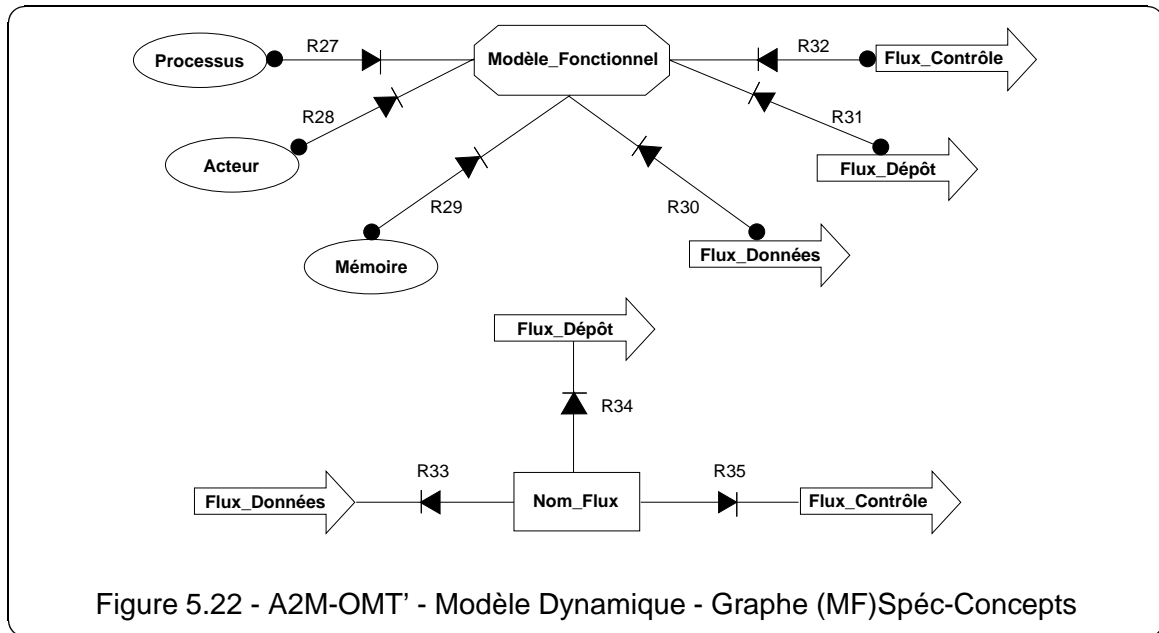 R27
R32
Processus
Modèle_Fonctionnel
Flux_Contrôle
R28
R31
Acteur
Flux_Dépôt
R29
R30
Flux_Données
Mémoire
Flux_Dépôt
R34
R33
R35
Flux_Données
Nom_Flux
Flux_Contrôle
Figure 5.22 - A2M-OMT’ - Modèle Dynamique - Graphe (MF)Spéc-Concepts